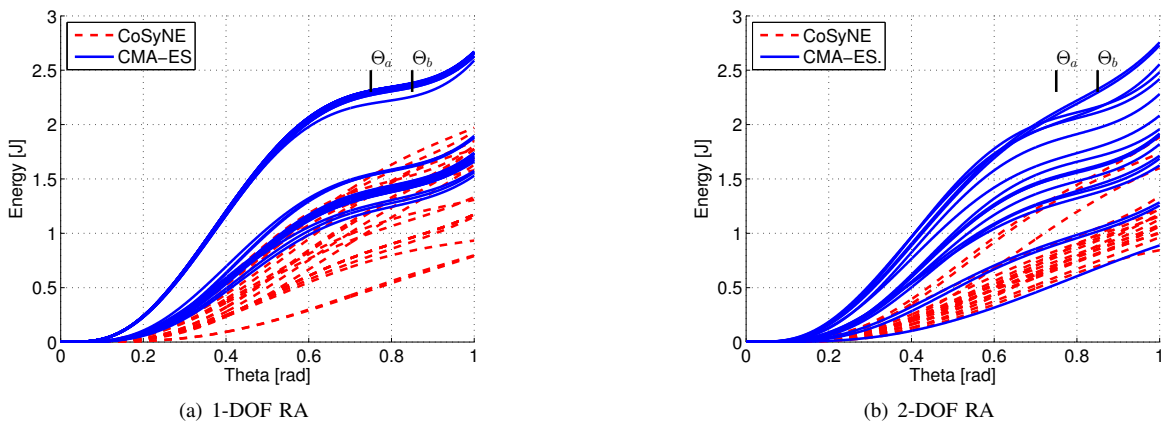 3
2.5
2
1.5
1
0.5
0
Energy [J]
CoSyNE
CMA−ES
Θa
Θb
0
0.2
0.4
0.6
0.8
1
Theta [rad]
(a) 1-DOF RA
3
2.5
2
1.5
1
0.5
0
Energy [J]
CoSyNE
CMA−ES.
Θa
Θb
0
0.2
0.4
0.6
0.8
1
Theta [rad]
(b) 2-DOF RA